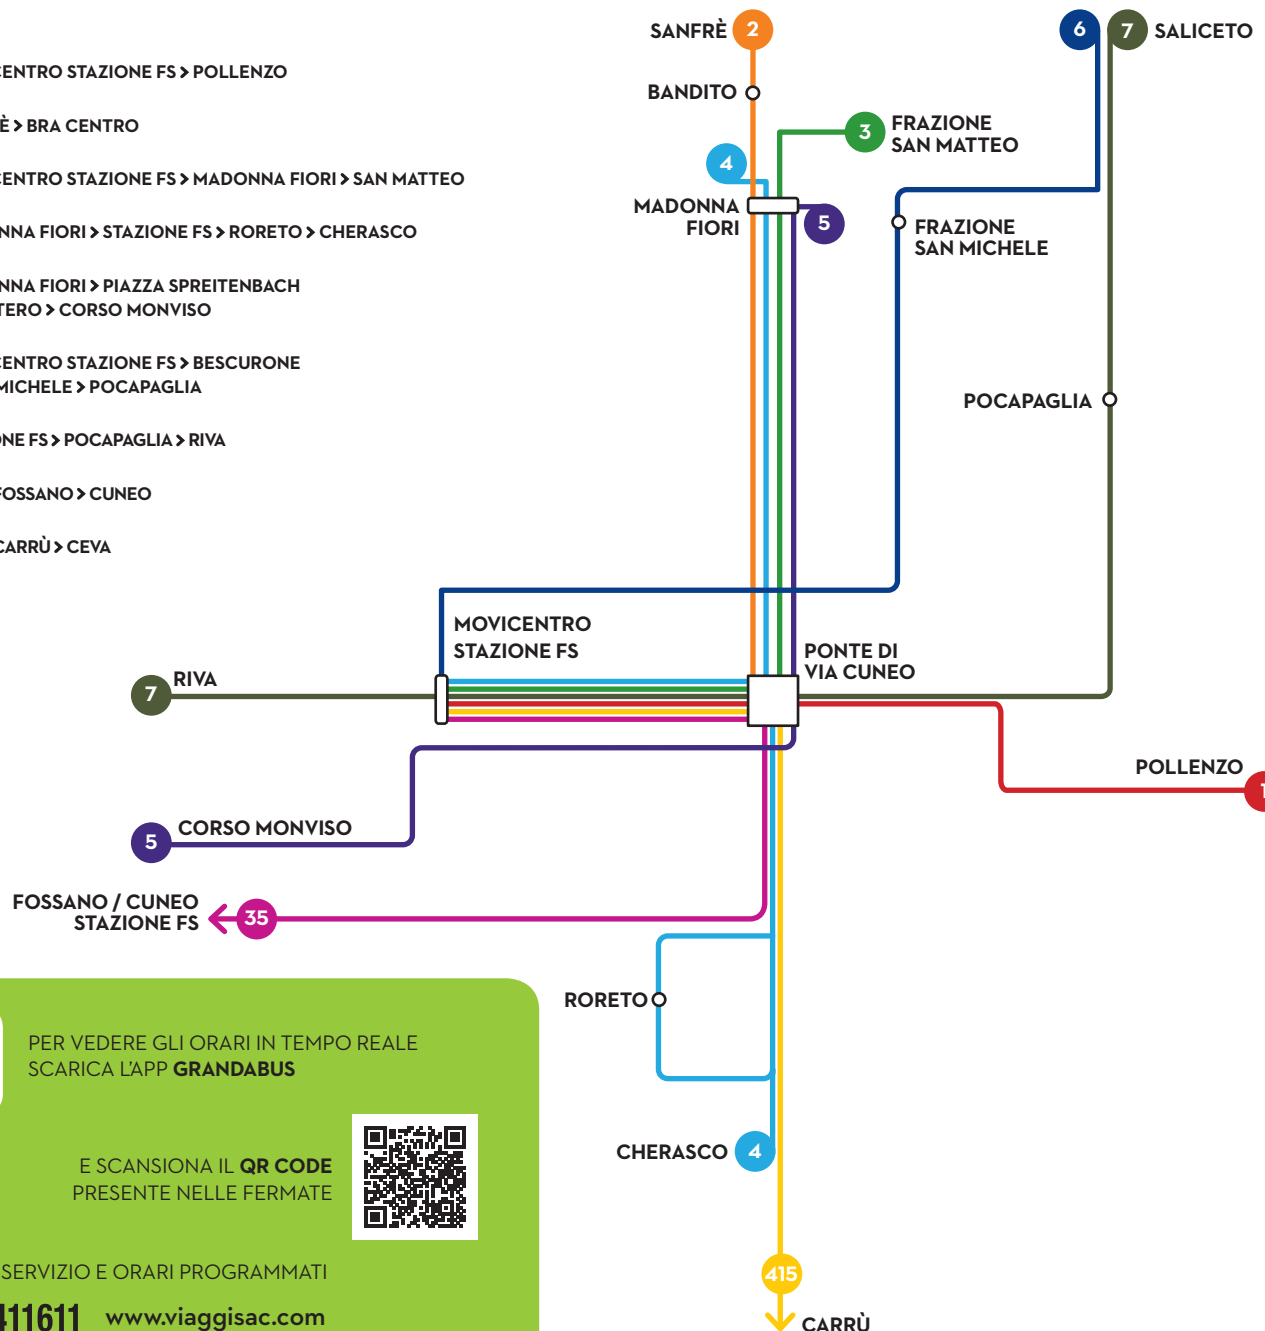 CENTRO STAZIONE FS > POLLENZO
È > BRA CENTRO
CENTRO STAZIONE FS > MADONNA FIORI > SAN MATTEO
NNA FIORI > STAZIONE FS > RORETO > CHERASCO
NNA FIORI > PIAZZA SPREITENBACH
TERO > CORSO MONVISO
CENTRO STAZIONE FS > BESCURONE
MICHELE > POCAPAGLIA
NE FS > POCAPAGLIA > RIVA
FOSSANO > CUNEO
CARRÙ > CEVA
SANFRÈ 2
6 7 SALICETO
BANDITO
3 FRAZIONE
SAN MATTEO
4
MADONNA
FIORI
5
FRAZIONE
SAN MICHELE
POCAPAGLIA
MOVICENTRO
STAZIONE FS
PONTE DI
VIA CUNEO
7 RIVA
POLLENZO 1
5 CORSO MONVISO
FOSSANO / CUNEO
STAZIONE FS
35
RORETO
CHERASCO 4
415
CARRÙ
PER VEDERE GLI ORARI IN TEMPO REALE
SCARICA L'APP GRANDABUS
E SCANSIONA IL QR CODE
PRESENTE NELLE FERMATE
SERVIZIO E ORARI PROGRAMMATI
411611 www.viaggisac.com